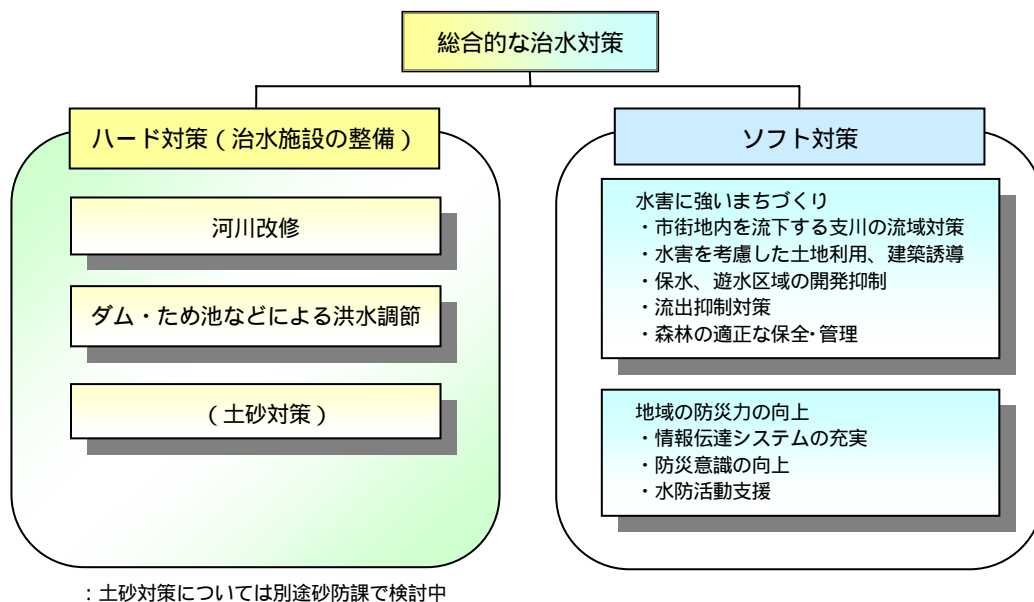 総合的な治水対策
ハード対策(治水施設の整備)
河川改修
ダム・ため池などによる洪水調節
(土砂対策)
ソフト対策
水害に強いまちづくり
・市街地内を流下する支川の流域対策
・水害を考慮した土地利用、建築誘導
・保水、遊水区域の開発抑制
・流出抑制対策
・森林の適正な保全・管理
地域の防災力の向上
・情報伝達システムの充実
・防災意識の向上
・水防活動支援
:土砂対策については別途砂防課で検討中